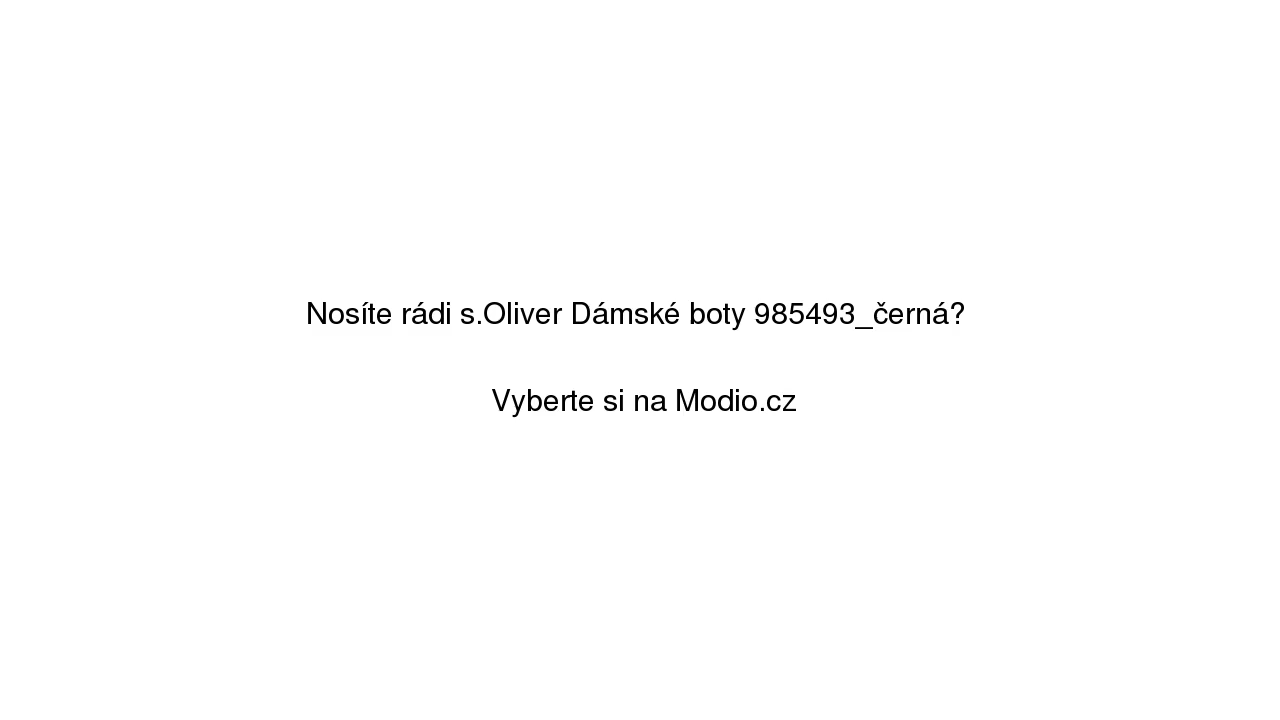 Nosíte rádi s.Oliver Dámské boty 985493_černá?
Vyberte si na Modio.cz